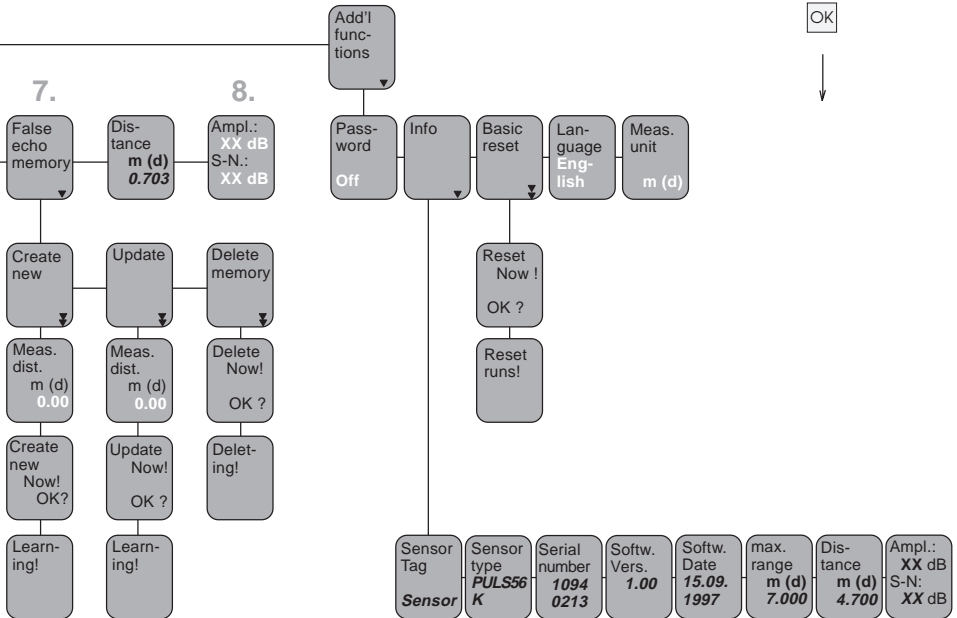 Add'l
func-
tions
OK
7.
8.
False
echo
memory
Dis-
tance
m (d)
0.703
Ampl.:
XX dB
S-N.:
XX dB
Pass-
word
Off
Info
Basic
reset
Lan-
guage
Eng-
lish
Meas.
unit
m (d)
Create
new
Update
Delete
memory
Reset
Now !
OK ?
Meas.
dist.
m (d)
0.00
Meas.
dist.
m (d)
0.00
Delete
Now!
OK ?
Reset
runs!
Create
new
Now!
OK?
Update
Now!
OK ?
Delet-
ing!
Learn-
ing!
Learn-
ing!
Sensor
Tag
Sensor
Sensor
type
PULS56
K
Serial
number
1094
0213
Softw.
Vers.
1.00
Softw.
Date
15.09.
1997
max.
range
m (d)
7.000
Dis-
tance
m (d)
4.700
Ampl.:
XX dB
S-N:
XX dB